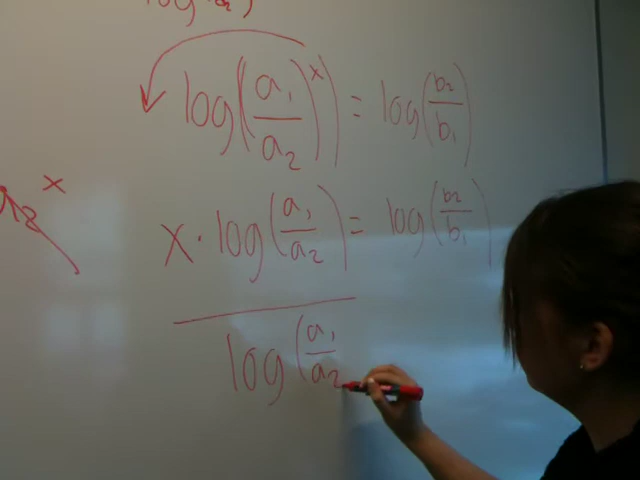 log((a₁/a₂)^x) = log(b₂/b₁)
x
x · log(a₁/a₂) = log(b₂/b₁)
log(a₁/a₂